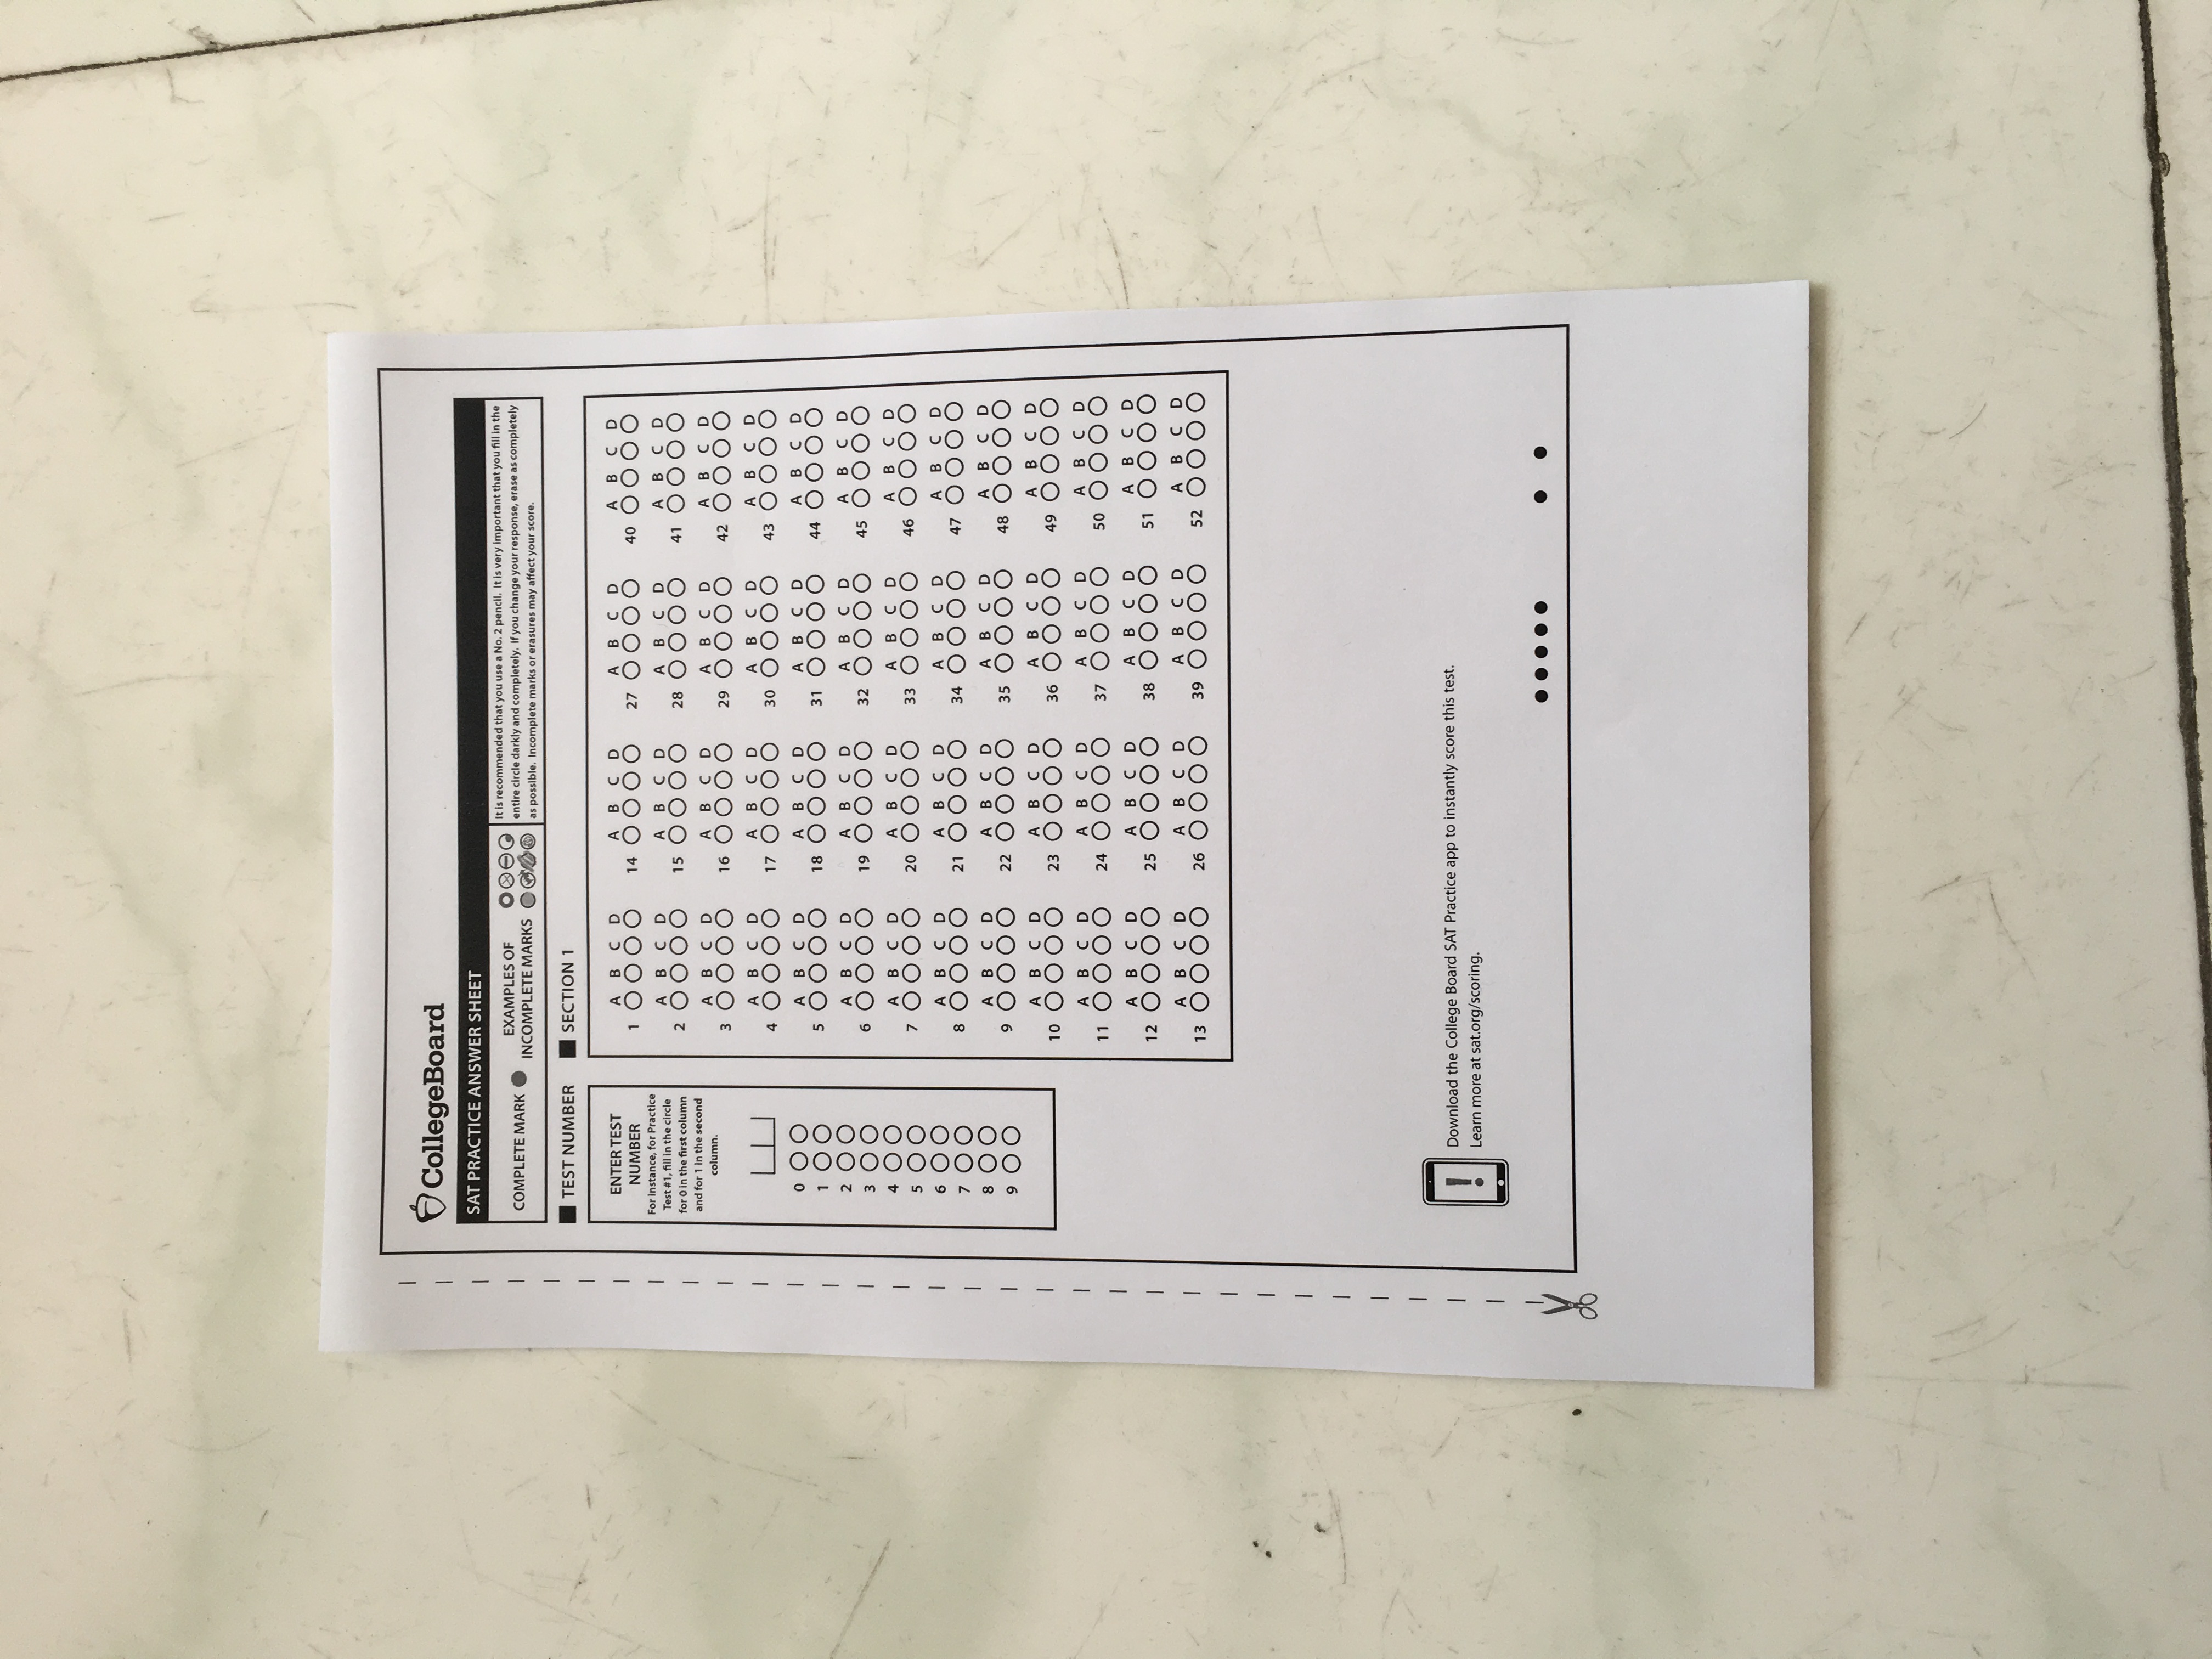 CollegeBoard
SAT PRACTICE ANSWER SHEET
COMPLETE MARK
EXAMPLES OF
INCOMPLETE MARKS
It is recommended that you use a No. 2 pencil. It is very important that you fill in the
entire circle darkly and completely. If you change your response, erase as completely
as possible. Incomplete marks or erasures may affect your score.
TEST NUMBER
ENTER TEST
NUMBER
For instance, for Practice
Test #1, fill in the circle
for 0 in the first column
and for 1 in the second
column.
0
1
2
3
4
5
6
7
8
9
SECTION 1
A B C D A B C D A B C D A B C D
1 14 27 40
A B C D A B C D A B C D A B C D
2 15 28 41
A B C D A B C D A B C D A B C D
3 16 29 42
A B C D A B C D A B C D A B C D
4 17 30 43
A B C D A B C D A B C D A B C D
5 18 31 44
A B C D A B C D A B C D A B C D
6 19 32 45
A B C D A B C D A B C D A B C D
7 20 33 46
A B C D A B C D A B C D A B C D
8 21 34 47
A B C D A B C D A B C D A B C D
9 22 35 48
A B C D A B C D A B C D A B C D
10 23 36 49
A B C D A B C D A B C D A B C D
11 24 37 50
A B C D A B C D A B C D A B C D
12 25 38 51
A B C D A B C D A B C D A B C D
13 26 39 52
!
Download the College Board SAT Practice app to instantly score this test.
Learn more at sat.org/scoring.